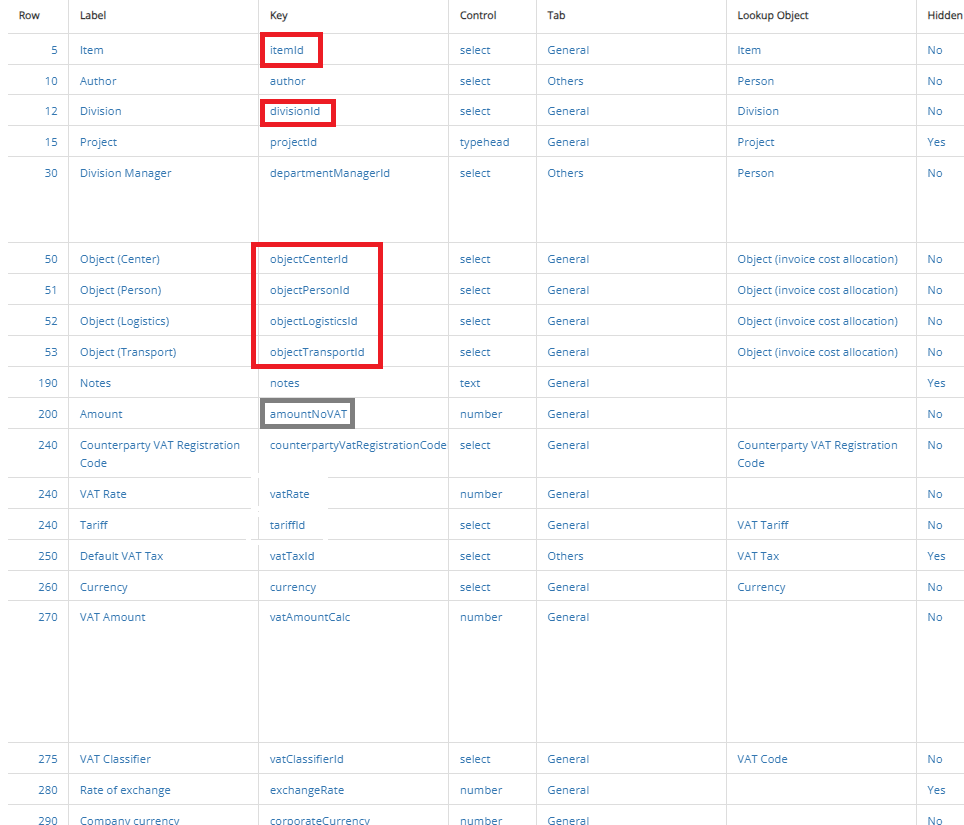 Row Label Key Control Tab Lookup Object Hidden
5 Item itemId select General Item No
10 Author author select Others Person No
12 Division divisionId select General Division No
15 Project projectId typehead General Project Yes
30 Division Manager departmentManagerId select Others Person No
50 Object (Center) objectCenterId select General Object (invoice cost allocation) No
51 Object (Person) objectPersonId select General Object (invoice cost allocation) No
52 Object (Logistics) objectLogisticsId select General Object (invoice cost allocation) No
53 Object (Transport) objectTransportId select General Object (invoice cost allocation) No
190 Notes notes text General Yes
200 Amount amountNoVAT number General No
240 Counterparty VAT Registration counterpartyVatRegistrationCode select General Counterparty VAT Registration No
Code Code
240 VAT Rate vatRate number General No
240 Tariff tariffId select General VAT Tariff No
250 Default VAT Tax vatTaxId select Others VAT Tax Yes
260 Currency currency select General Currency No
270 VAT Amount vatAmountCalc number General No
275 VAT Classifier vatClassifierId select General VAT Code No
280 Rate of exchange exchangeRate number General Yes
290 Company currency corporateCurrency number General No